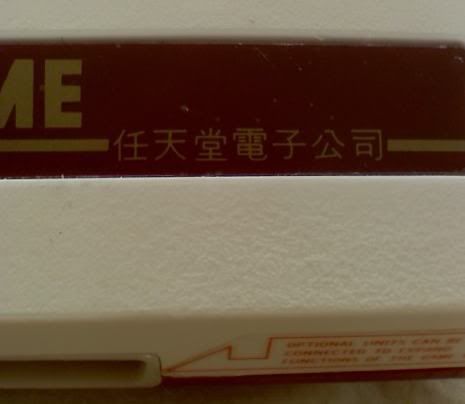 ME
任天堂電子公司
OPTIONAL UNITS CAN BE
CONNECTED TO EXPAND
FUNCTIONS OF THE GAME